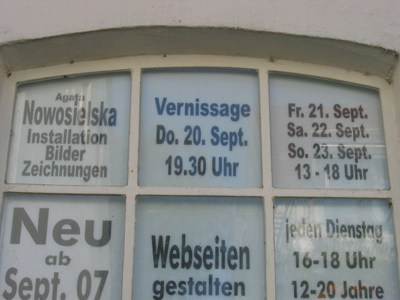 Agata
Nowosielska
Installation
Bilder
Zeichnungen
Vernissage
Do. 20. Sept.
19.30 Uhr
Fr. 21. Sept.
Sa. 22. Sept.
So. 23. Sept.
13 - 18 Uhr
Neu
ab
Sept. 07
Webseiten
gestalten
jeden Dienstag
16-18 Uhr
12-20 Jahre